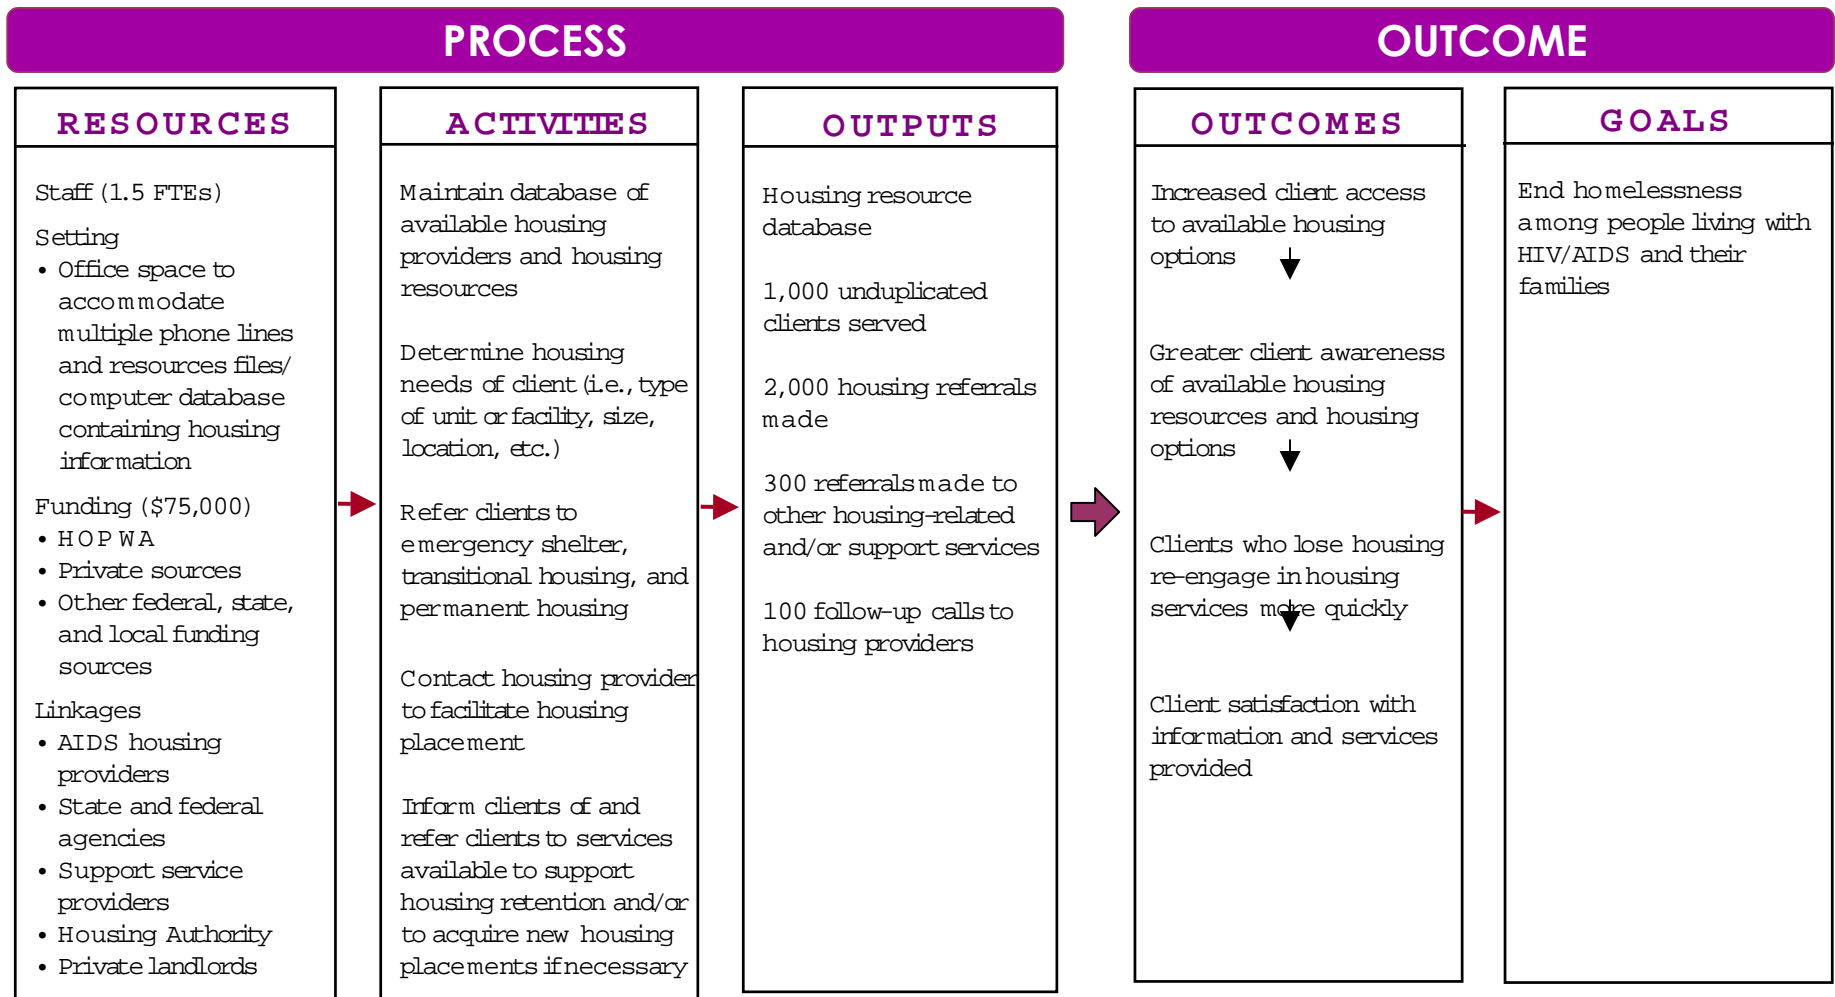 PROCESS
OUTCOME
RESOURCES
Staff (1.5 FTEs)
Setting
• Office space to
accommodate
multiple phone lines
and resources files/
computer database
containing housing
information
Funding ($75,000)
• HOPWA
• Private sources
• Other federal, state,
and local funding
sources
Linkages
• AIDS housing
providers
• State and federal
agencies
• Support service
providers
• Housing Authority
• Private landlords
ACTIVITIES
Maintain database of
available housing
providers and housing
resources
Determine housing
needs of client (i.e., type
of unit or facility, size,
location, etc.)
Refer clients to
emergency shelter,
transitional housing, and
permanent housing
Contact housing provider
to facilitate housing
placement
Inform clients of and
refer clients to services
available to support
housing retention and/or
to acquire new housing
placements if necessary
OUTPUTS
Housing resource
database
1,000 unduplicated
clients served
2,000 housing referrals
made
300 referrals made to
other housing-related
and/or support services
100 follow-up calls to
housing providers
OUTCOMES
Increased client access
to available housing
options
Greater client awareness
of available housing
resources and housing
options
Clients who lose housing
re-engage in housing
services more quickly
Client satisfaction with
information and services
provided
GOALS
End homelessness
among people living with
HIV/AIDS and their
families